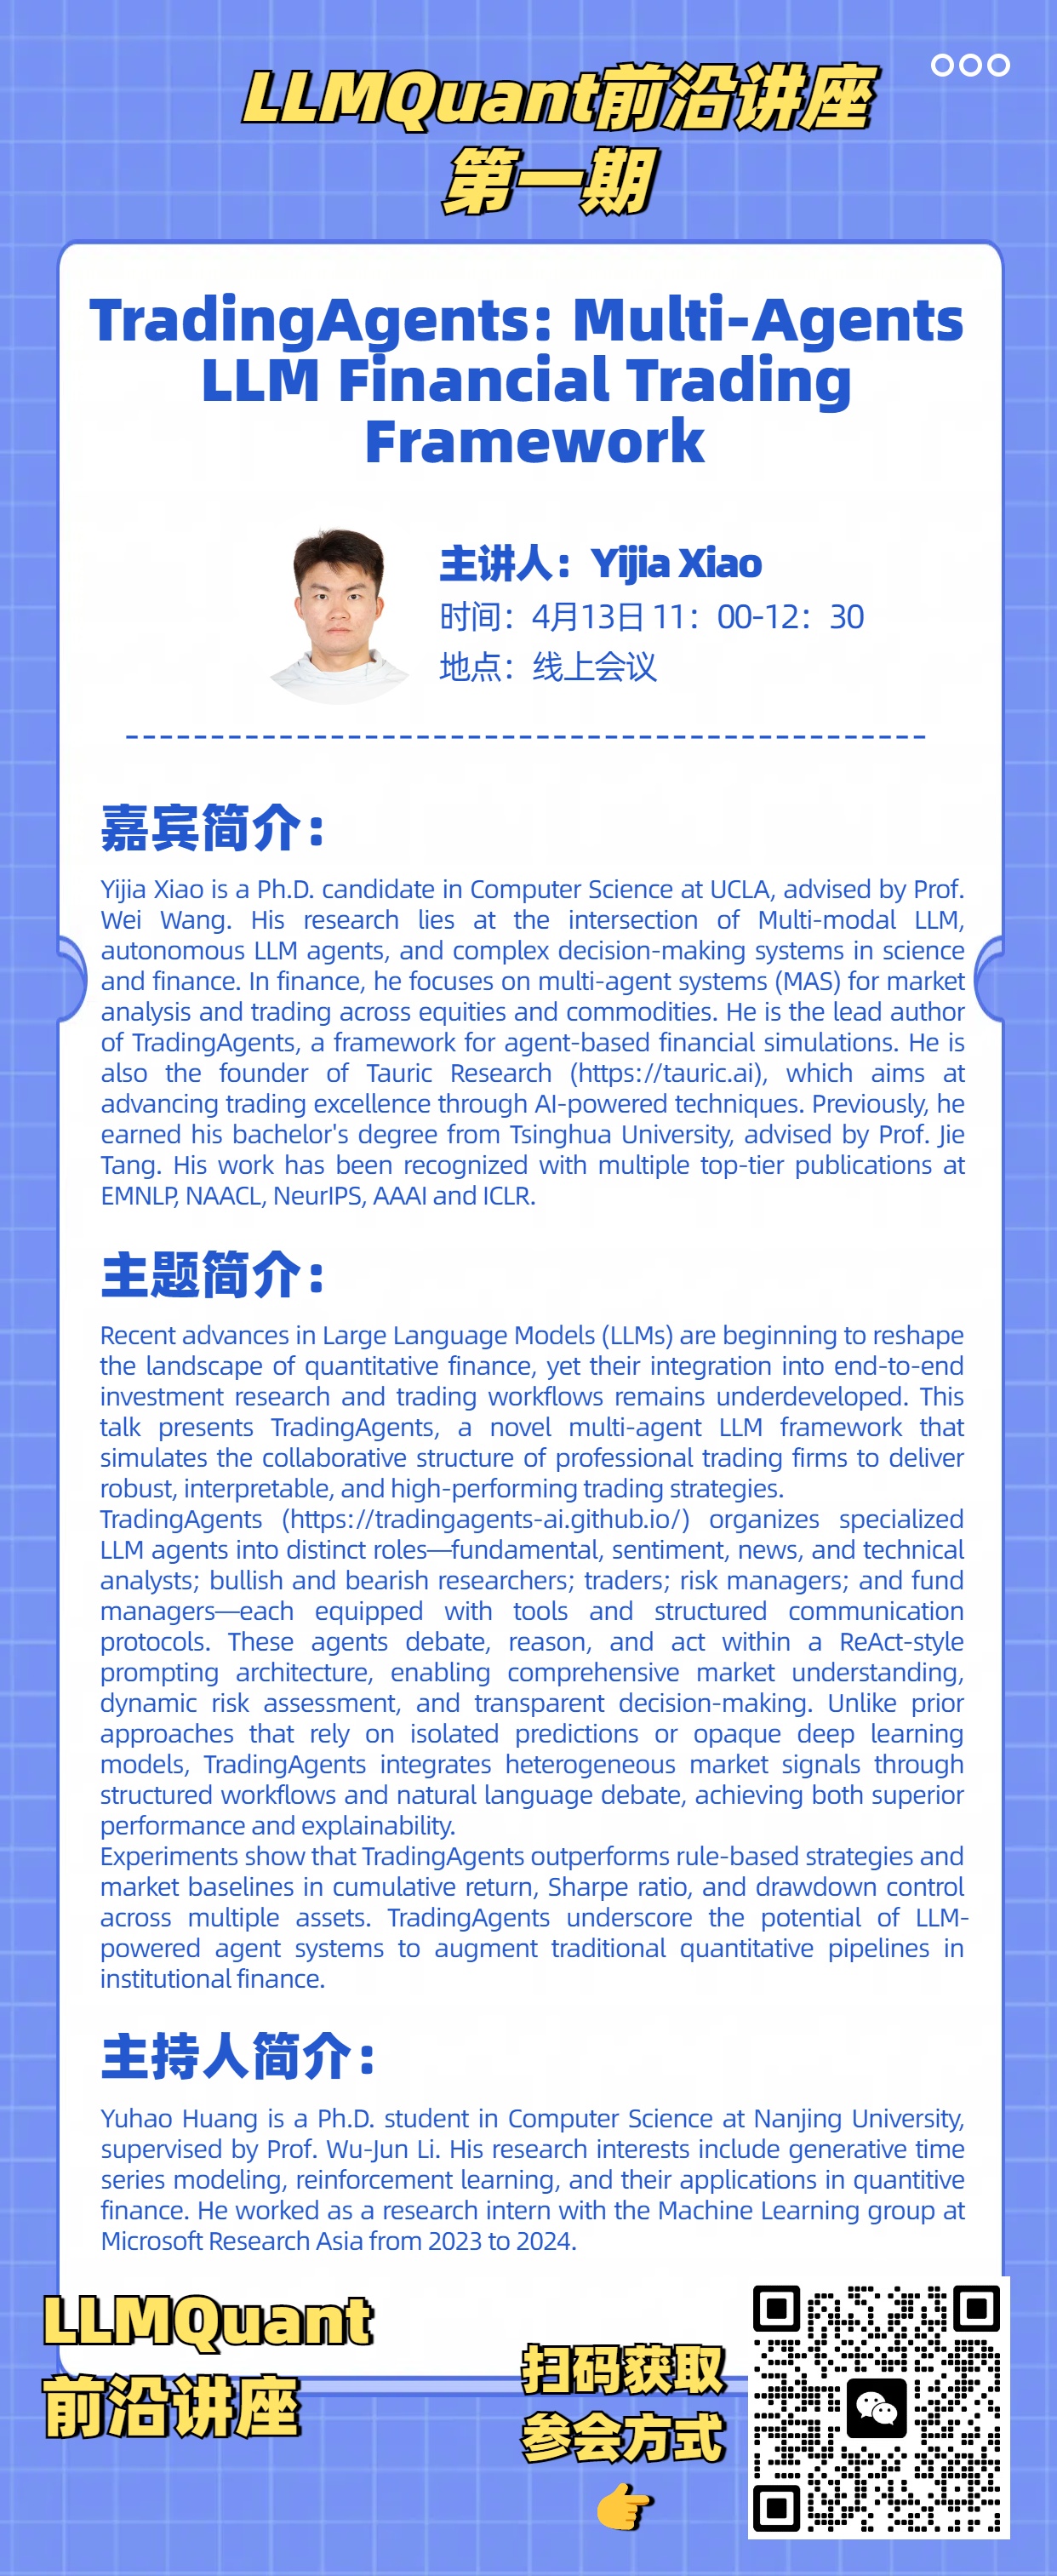 LLMQuant前沿讲座
第一期
TradingAgents: Multi-Agents
LLM Financial Trading
Framework
主讲人：Yijia Xiao
时间：4月13日 11：00-12：30
地点：线上会议
嘉宾简介：
Yijia Xiao is a Ph.D. candidate in Computer Science at UCLA, advised by Prof.
Wei Wang. His research lies at the intersection of Multi-modal LLM,
autonomous LLM agents, and complex decision-making systems in science
and finance. In finance, he focuses on multi-agent systems (MAS) for market
analysis and trading across equities and commodities. He is the lead author
of TradingAgents, a framework for agent-based financial simulations. He is
also the founder of Tauric Research (https://tauric.ai), which aims at
advancing trading excellence through AI-powered techniques. Previously, he
earned his bachelor's degree from Tsinghua University, advised by Prof. Jie
Tang. His work has been recognized with multiple top-tier publications at
EMNLP, NAACL, NeurIPS, AAAI and ICLR.
主题简介：
Recent advances in Large Language Models (LLMs) are beginning to reshape
the landscape of quantitative finance, yet their integration into end-to-end
investment research and trading workflows remains underdeveloped. This
talk presents TradingAgents, a novel multi-agent LLM framework that
simulates the collaborative structure of professional trading firms to deliver
robust, interpretable, and high-performing trading strategies.
TradingAgents (https://tradingagents-ai.github.io/) organizes specialized
LLM agents into distinct roles—fundamental, sentiment, news, and technical
analysts; bullish and bearish researchers; traders; risk managers; and fund
managers—each equipped with tools and structured communication
protocols. These agents debate, reason, and act within a ReAct-style
prompting architecture, enabling comprehensive market understanding,
dynamic risk assessment, and transparent decision-making. Unlike prior
approaches that rely on isolated predictions or opaque deep learning
models, TradingAgents integrates heterogeneous market signals through
structured workflows and natural language debate, achieving both superior
performance and explainability.
Experiments show that TradingAgents outperforms rule-based strategies and
market baselines in cumulative return, Sharpe ratio, and drawdown control
across multiple assets. TradingAgents underscore the potential of LLM-
powered agent systems to augment traditional quantitative pipelines in
institutional finance.
主持人简介：
Yuhao Huang is a Ph.D. student in Computer Science at Nanjing University,
supervised by Prof. Wu-Jun Li. His research interests include generative time
series modeling, reinforcement learning, and their applications in quantitive
finance. He worked as a research intern with the Machine Learning group at
Microsoft Research Asia from 2023 to 2024.
LLMQuant
前沿讲座
扫码获取
参会方式